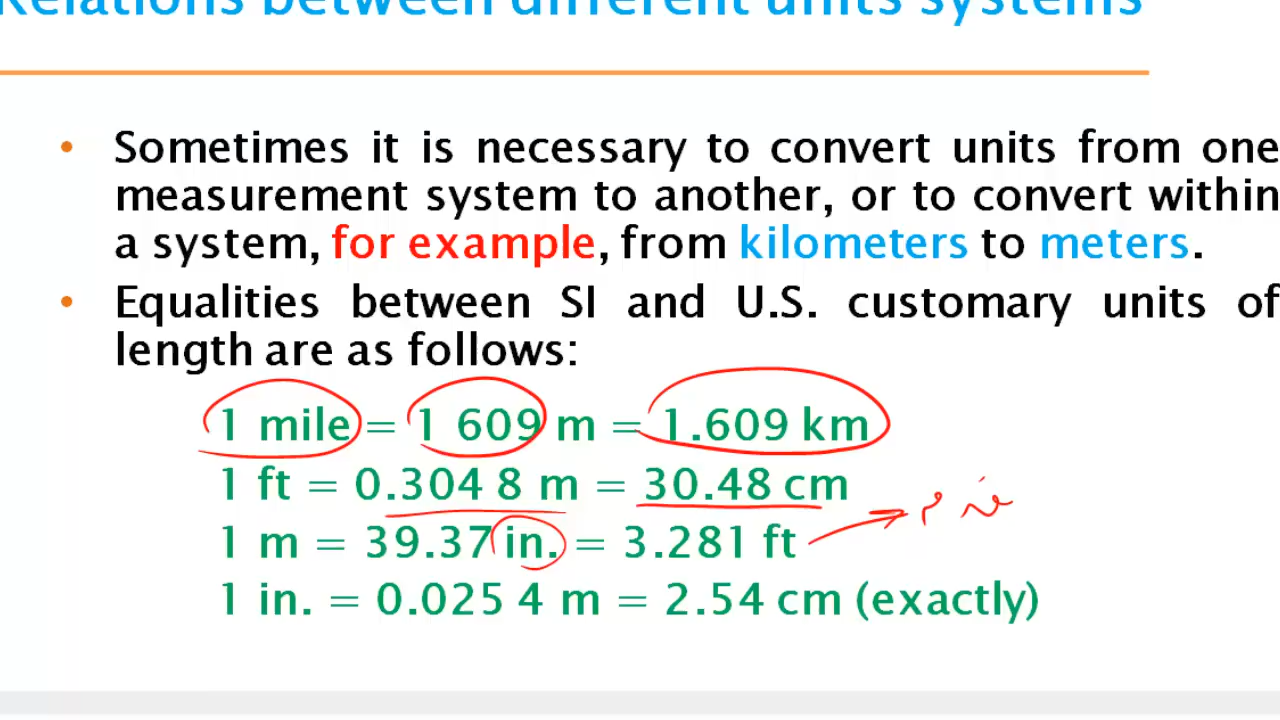 Relations between different units systems
• Sometimes it is necessary to convert units from one
measurement system to another, or to convert within
a system, for example, from kilometers to meters.
• Equalities between SI and U.S. customary units of
length are as follows:
1 mile = 1 609 m = 1.609 km
1 ft = 0.304 8 m = 30.48 cm
1 m = 39.37 in. = 3.281 ft
1 in. = 0.025 4 m = 2.54 cm (exactly)